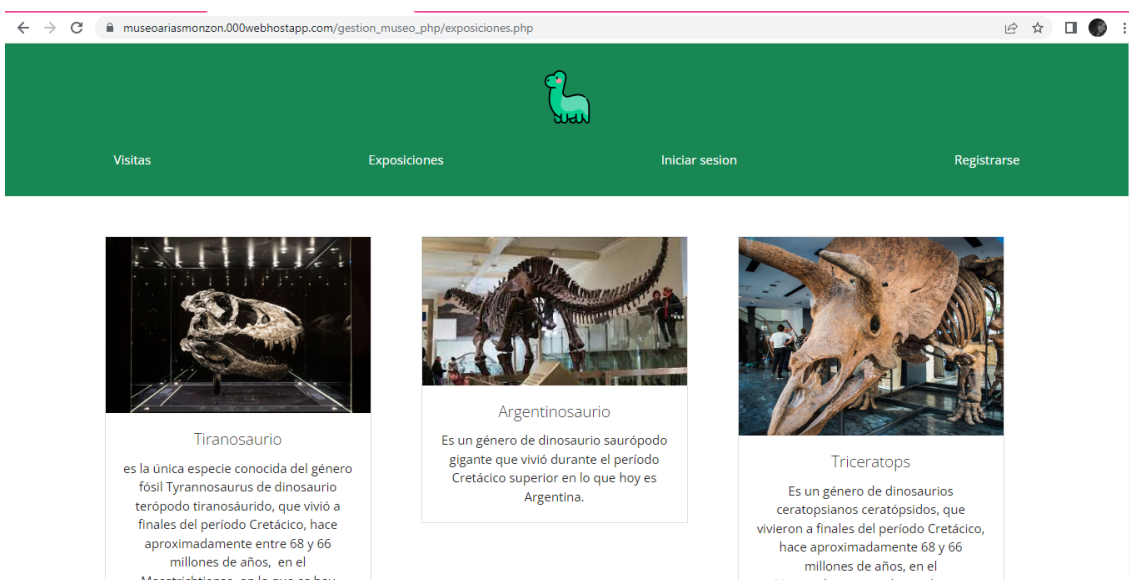 museoariasmonzon.000webhostapp.com/gestion_museo_php/exposiciones.php
Visitas
Exposiciones
Iniciar sesion
Registrarse
Tiranosaurio
es la única especie conocida del género
fósil Tyrannosaurus de dinosaurio
terópodo tiranosáurido, que vivió a
finales del período Cretácico, hace
aproximadamente entre 68 y 66
millones de años, en el
Argentinosaurio
Es un género de dinosaurio saurópodo
gigante que vivió durante el período
Cretácico superior en lo que hoy es
Argentina.
Triceratops
Es un género de dinosaurios
ceratopsianos ceratópsidos, que
vivieron a finales del período Cretácico,
hace aproximadamente 68 y 66
millones de años, en el